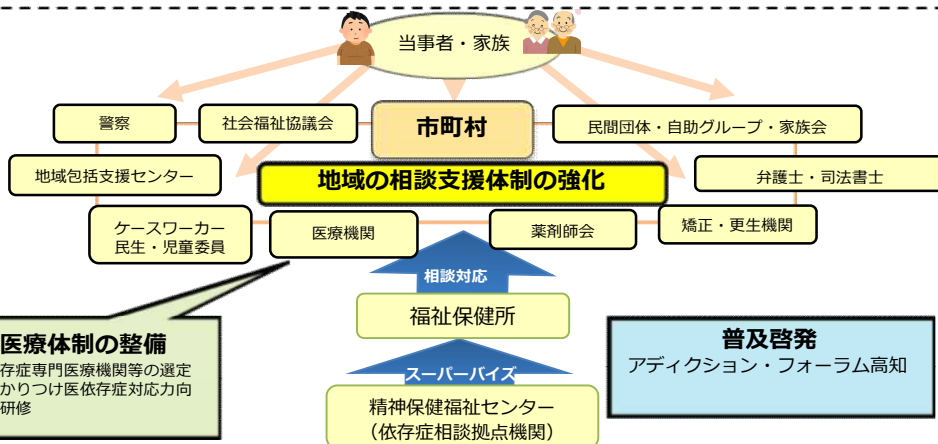 当事者・家族
警察
社会福祉協議会
市町村
民間団体・自助グループ・家族会
地域包括支援センター
地域の相談支援体制の強化
弁護士・司法書士
ケースワーカー
民生・児童委員
医療機関
薬剤師会
矯正・更生機関
相談対応
福祉保健所
医療体制の整備
存症専門医療機関等の選定
かりつけ医依存症対応力向
研修
普及啓発
アディクション・フォーラム高知
スーパーバイズ
精神保健福祉センター
（依存症相談拠点機関）